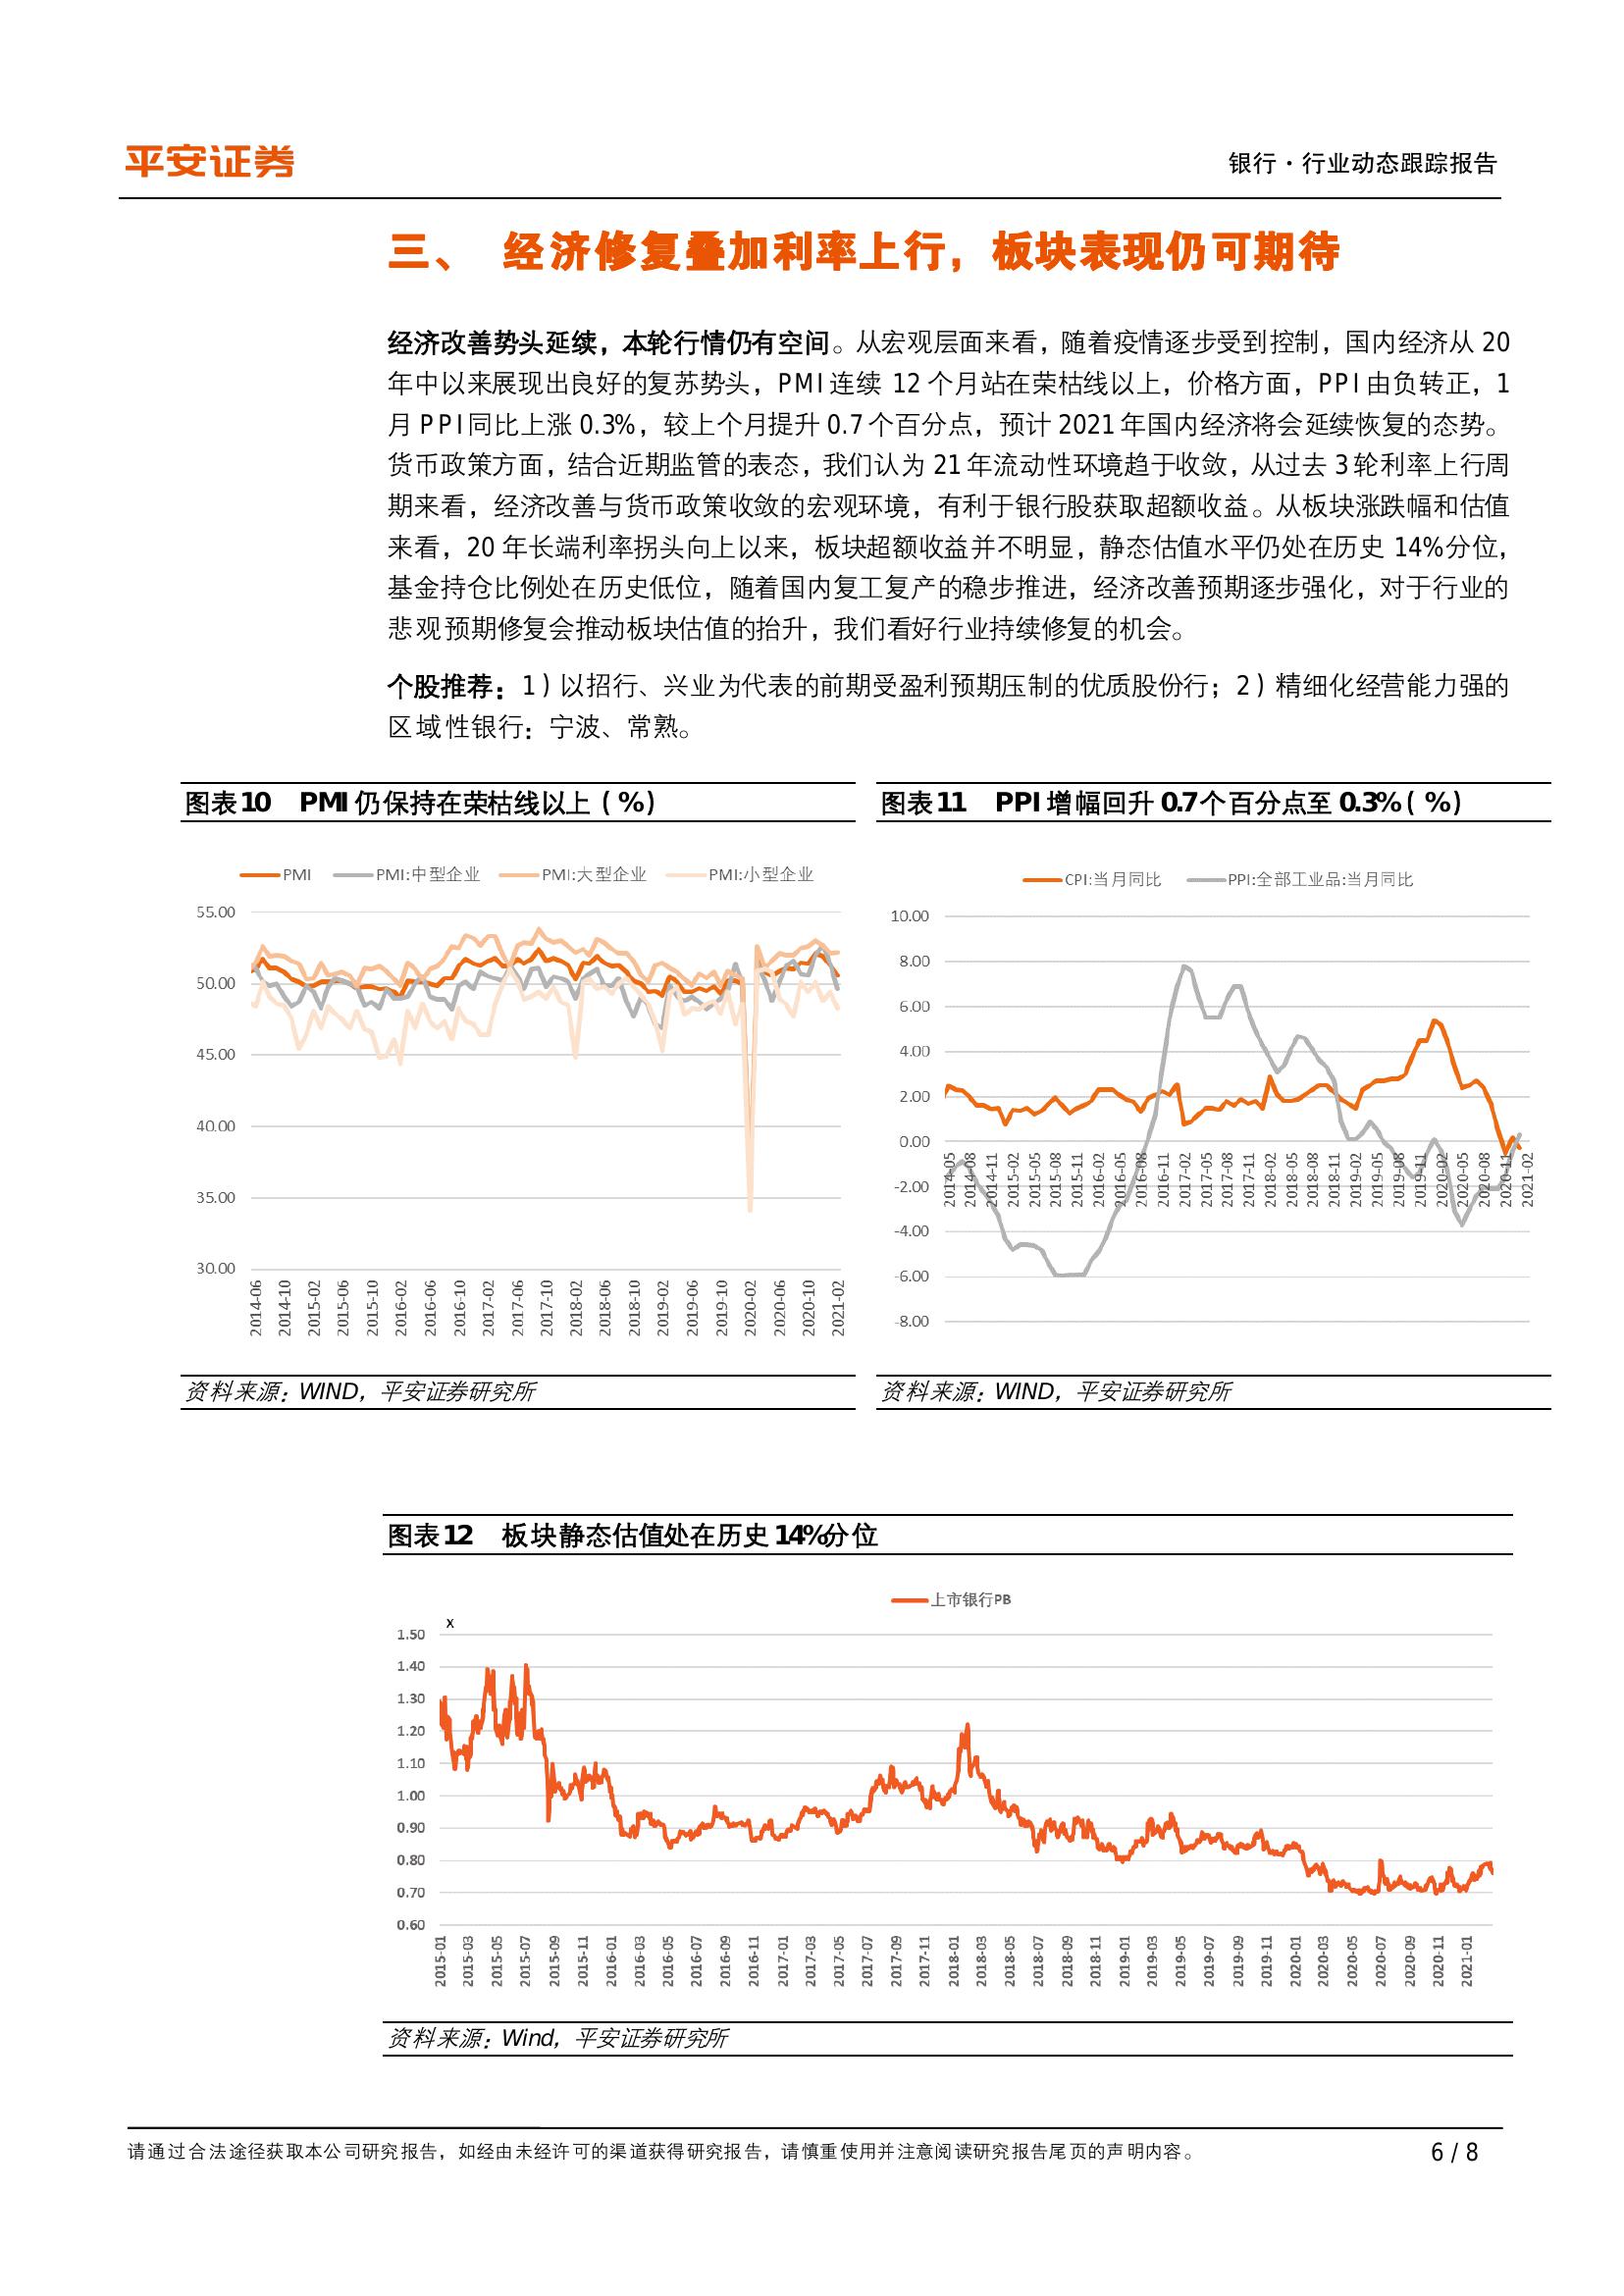 平安证券
银行·行业动态跟踪报告
三、 经济修复叠加利率上行，板块表现仍可期待
经济改善势头延续，本轮行情仍有空间。从宏观层面来看，随着疫情逐步受到控制，国内经济从 20
年中以来展现出良好的复苏势头，PMI 连续 12 个月站在荣枯线以上，价格方面，PPI 由负转正，1
月 PPI 同比上涨 0.3%，较上个月提升 0.7 个百分点，预计 2021 年国内经济将会延续恢复的态势。
货币政策方面，结合近期监管的表态，我们认为 21 年流动性环境趋于收敛，从过去 3 轮利率上行周
期来看，经济改善与货币政策收敛的宏观环境，有利于银行股获取超额收益。从板块涨跌幅和估值
来看，20 年长端利率拐头向上以来，板块超额收益并不明显，静态估值水平仍处在历史 14%分位，
基金持仓比例处在历史低位，随着国内复工复产的稳步推进，经济改善预期逐步强化，对于行业的
悲观预期修复会推动板块估值的抬升，我们看好行业持续修复的机会。
个股推荐：1）以招行、兴业为代表的前期受盈利预期压制的优质股份行；2）精细化经营能力强的
区域性银行：宁波、常熟。
图表10 PMI 仍保持在荣枯线以上（%）
PMI PMI:中型企业 PMI:大型企业 PMI:小型企业
55.00
50.00
45.00
40.00
35.00
30.00
2014-06 2014-10 2015-02 2015-06 2015-10 2016-02 2016-06 2016-10 2017-02 2017-06 2017-10 2018-02 2018-06 2018-10 2019-02 2019-06 2019-10 2020-02 2020-06 2020-10 2021-02
资料来源：WIND，平安证券研究所
图表11 PPI 增幅回升 0.7 个百分点至 0.3%（%）
CPI:当月同比 PPI:全部工业品:当月同比
10.00
8.00
6.00
4.00
2.00
0.00
-2.00
-4.00
-6.00
-8.00
2014-05 2014-08 2014-11 2015-02 2015-05 2015-08 2015-11 2016-02 2016-05 2016-08 2016-11 2017-02 2017-05 2017-08 2017-11 2018-02 2018-05 2018-08 2018-11 2019-02 2019-05 2019-08 2019-11 2020-02 2020-05 2020-08 2020-11 2021-02
资料来源：WIND，平安证券研究所
图表12 板块静态估值处在历史 14%分位
上市银行PB
x
1.50
1.40
1.30
1.20
1.10
1.00
0.90
0.80
0.70
0.60
2015-01 2015-03 2015-05 2015-07 2015-09 2015-11 2016-01 2016-03 2016-05 2016-07 2016-09 2016-11 2017-01 2017-03 2017-05 2017-07 2017-09 2017-11 2018-01 2018-03 2018-05 2018-07 2018-09 2018-11 2019-01 2019-03 2019-05 2019-07 2019-09 2019-11 2020-01 2020-03 2020-05 2020-07 2020-09 2020-11 2021-01
资料来源：Wind，平安证券研究所
请通过合法途径获取本公司研究报告，如经由未经许可的渠道获得研究报告，请慎重使用并注意阅读研究报告尾页的声明内容。
6 / 8